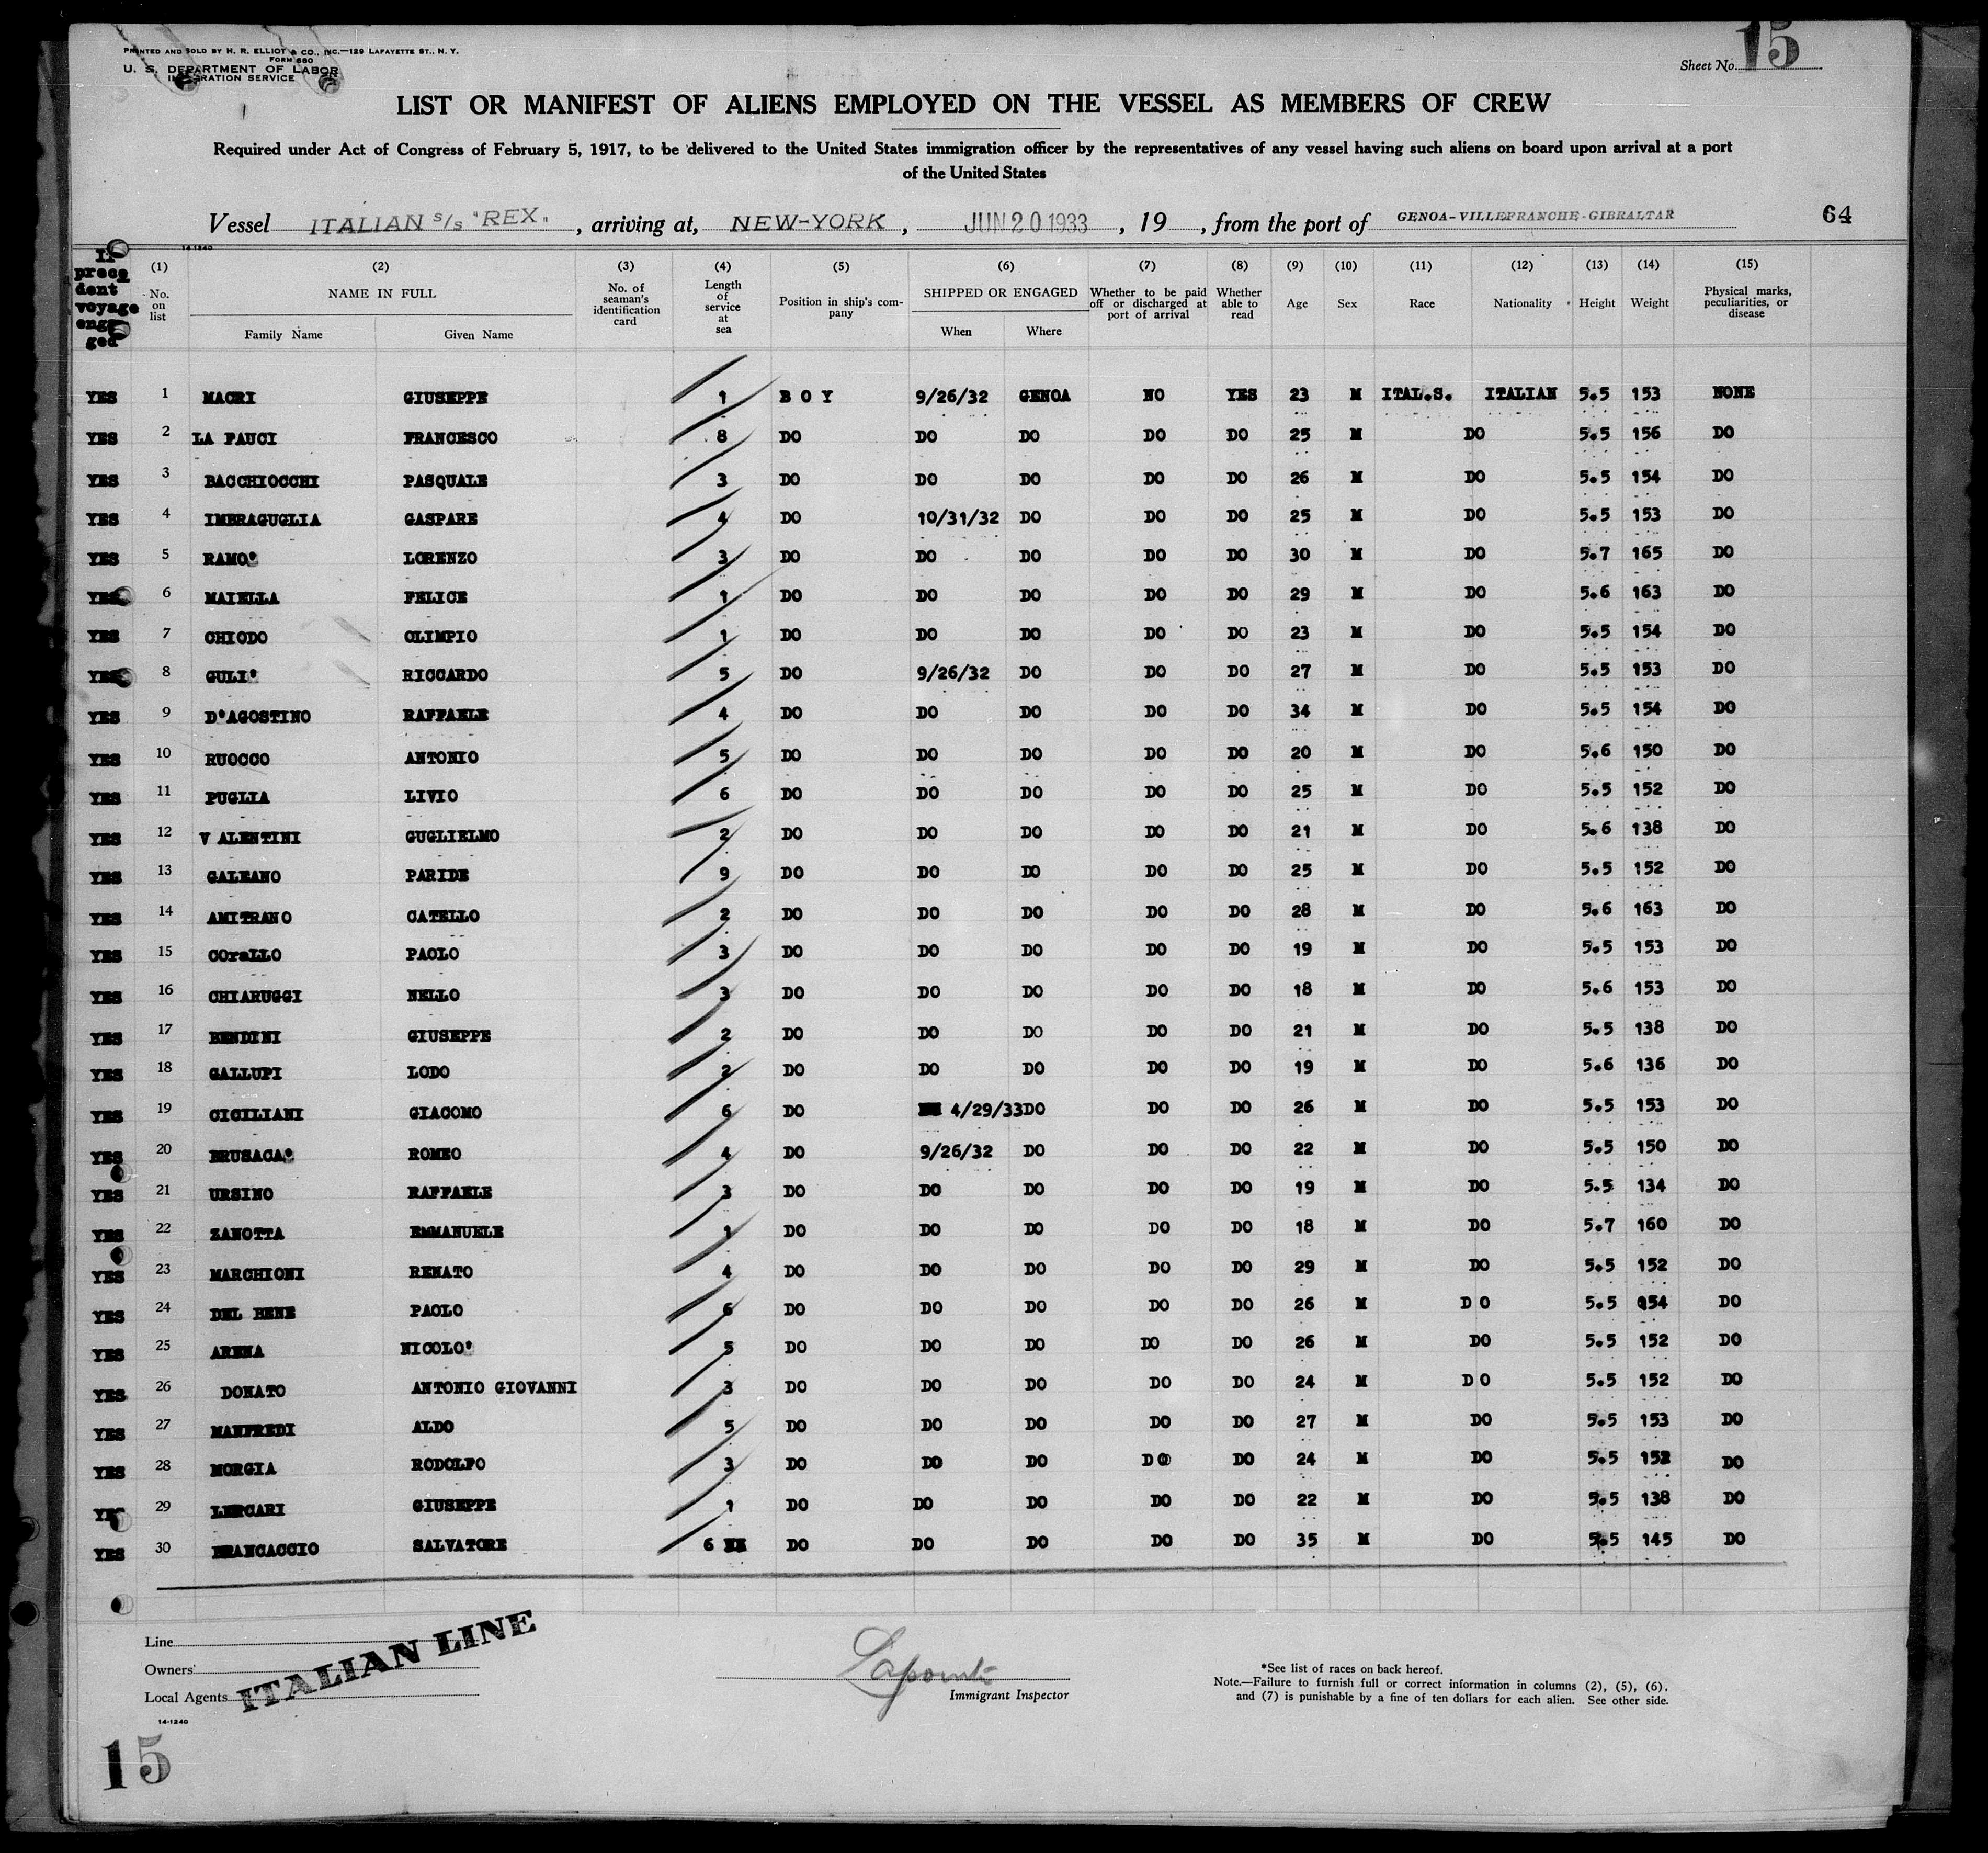 PRINTED AND SOLD BY H. R. ELLIOT & CO., INC.—129 LAFAYETTE ST., N. Y.
FORM 680
U. S. DEPARTMENT OF LABOR
IMMIGRATION SERVICE
Sheet No. 15
LIST OR MANIFEST OF ALIENS EMPLOYED ON THE VESSEL AS MEMBERS OF CREW
Required under Act of Congress of February 5, 1917, to be delivered to the United States immigration officer by the representatives of any vessel having such aliens on board upon arrival at a port
of the United States
Vessel ITALIAN S/S "REX" , arriving at, NEW-YORK , JUN 20 1933 , 19 , from the port of GENOA-VILLEFRANCHE-GIBRALTAR 64
14-1240
If precedent voyage engaged (1) No. on list (2) NAME IN FULL Family Name Given Name (3) No. of seaman's identification card (4) Length of service at sea (5) Position in ship's company (6) SHIPPED OR ENGAGED When Where (7) Whether to be paid off or discharged at port of arrival (8) Whether able to read (9) Age (10) Sex (11) Race (12) Nationality (13) Height (14) Weight (15) Physical marks, peculiarities, or disease
YES 1 MACRI GIUSEPPE 1 B O Y 9/26/32 GENOA NO YES 23 M ITAL.S. ITALIAN 5.5 153 NONE
YES 2 LA PAUCI FRANCESCO 8 DO DO DO DO DO 25 M DO 5.5 156 DO
YES 3 BACCHIOCCHI PASQUALE 3 DO DO DO DO DO 26 M DO 5.5 154 DO
YES 4 IMBRAGUGLIA GASPARE 4 DO 10/31/32 DO DO DO 25 M DO 5.5 153 DO
YES 5 RAMO' LORENZO 3 DO DO DO DO DO 30 M DO 5.7 165 DO
YES 6 MAIELLA FELICE 1 DO DO DO DO DO 29 M DO 5.6 163 DO
YES 7 CHIODO OLIMPIO 1 DO DO DO DO DO 23 M DO 5.5 154 DO
YES 8 GULI' RICCARDO 5 DO 9/26/32 DO DO DO 27 M DO 5.5 153 DO
YES 9 D'AGOSTINO RAFFAELE 4 DO DO DO DO DO 34 M DO 5.5 154 DO
YES 10 RUOCCO ANTONIO 5 DO DO DO DO DO 20 M DO 5.6 150 DO
YES 11 PUGLIA LIVIO 6 DO DO DO DO DO 25 M DO 5.5 152 DO
YES 12 V ALENTINI GUGLIELMO 2 DO DO DO DO DO 21 M DO 5.6 138 DO
YES 13 GALEANO PARIDE 9 DO DO DO DO DO 25 M DO 5.5 152 DO
YES 14 AMITRANO CATELLO 2 DO DO DO DO DO 28 M DO 5.6 163 DO
YES 15 COraLLO PAOLO 3 DO DO DO DO DO 19 M DO 5.5 153 DO
YES 16 CHIARUGGI NELLO 3 DO DO DO DO DO 18 M DO 5.6 153 DO
YES 17 BENDINI GIUSEPPE 2 DO DO DO DO DO 21 M DO 5.5 138 DO
YES 18 GALLUPI LODO 2 DO DO DO DO DO 19 M DO 5.6 136 DO
YES 19 CICILIANI GIACOMO 6 DO 4/29/33 DO DO DO 26 M DO 5.5 153 DO
YES 20 BRUSACA' ROMEO 4 DO 9/26/32 DO DO DO 22 M DO 5.5 150 DO
YES 21 URSINO RAFFAELE 3 DO DO DO DO DO 19 M DO 5.5 134 DO
YES 22 ZANOTTA EMMANUELE 1 DO DO DO DO DO 18 M DO 5.7 160 DO
YES 23 MARCHIONI RENATO 4 DO DO DO DO DO 29 M DO 5.5 152 DO
YES 24 DEL BENE PAOLO 6 DO DO DO DO DO 26 M D O 5.5 154 DO
YES 25 ARENA NICOLO' 5 DO DO DO DO DO 26 M DO 5.5 152 DO
YES 26 DONATO ANTONIO GIOVANNI 3 DO DO DO DO DO 24 M D O 5.5 152 DO
YES 27 MANFREDI ALDO 5 DO DO DO DO DO 27 M DO 5.5 153 DO
YES 28 MORGIA RODOLFO 3 DO DO DO D O DO 24 M DO 5.5 152 DO
YES 29 LERCARI GIUSEPPE 1 DO DO DO DO DO 22 M DO 5.5 138 DO
YES 30 BRANCACCIO SALVATORE 6 DO DO DO DO DO 35 M DO 5.5 145 DO
Line
Owners'
Local Agents
ITALIAN LINE
14-1240
Lapointe
Immigrant Inspector
*See list of races on back hereof.
Note.—Failure to furnish full or correct information in columns (2), (5), (6),
and (7) is punishable by a fine of ten dollars for each alien. See other side.
15